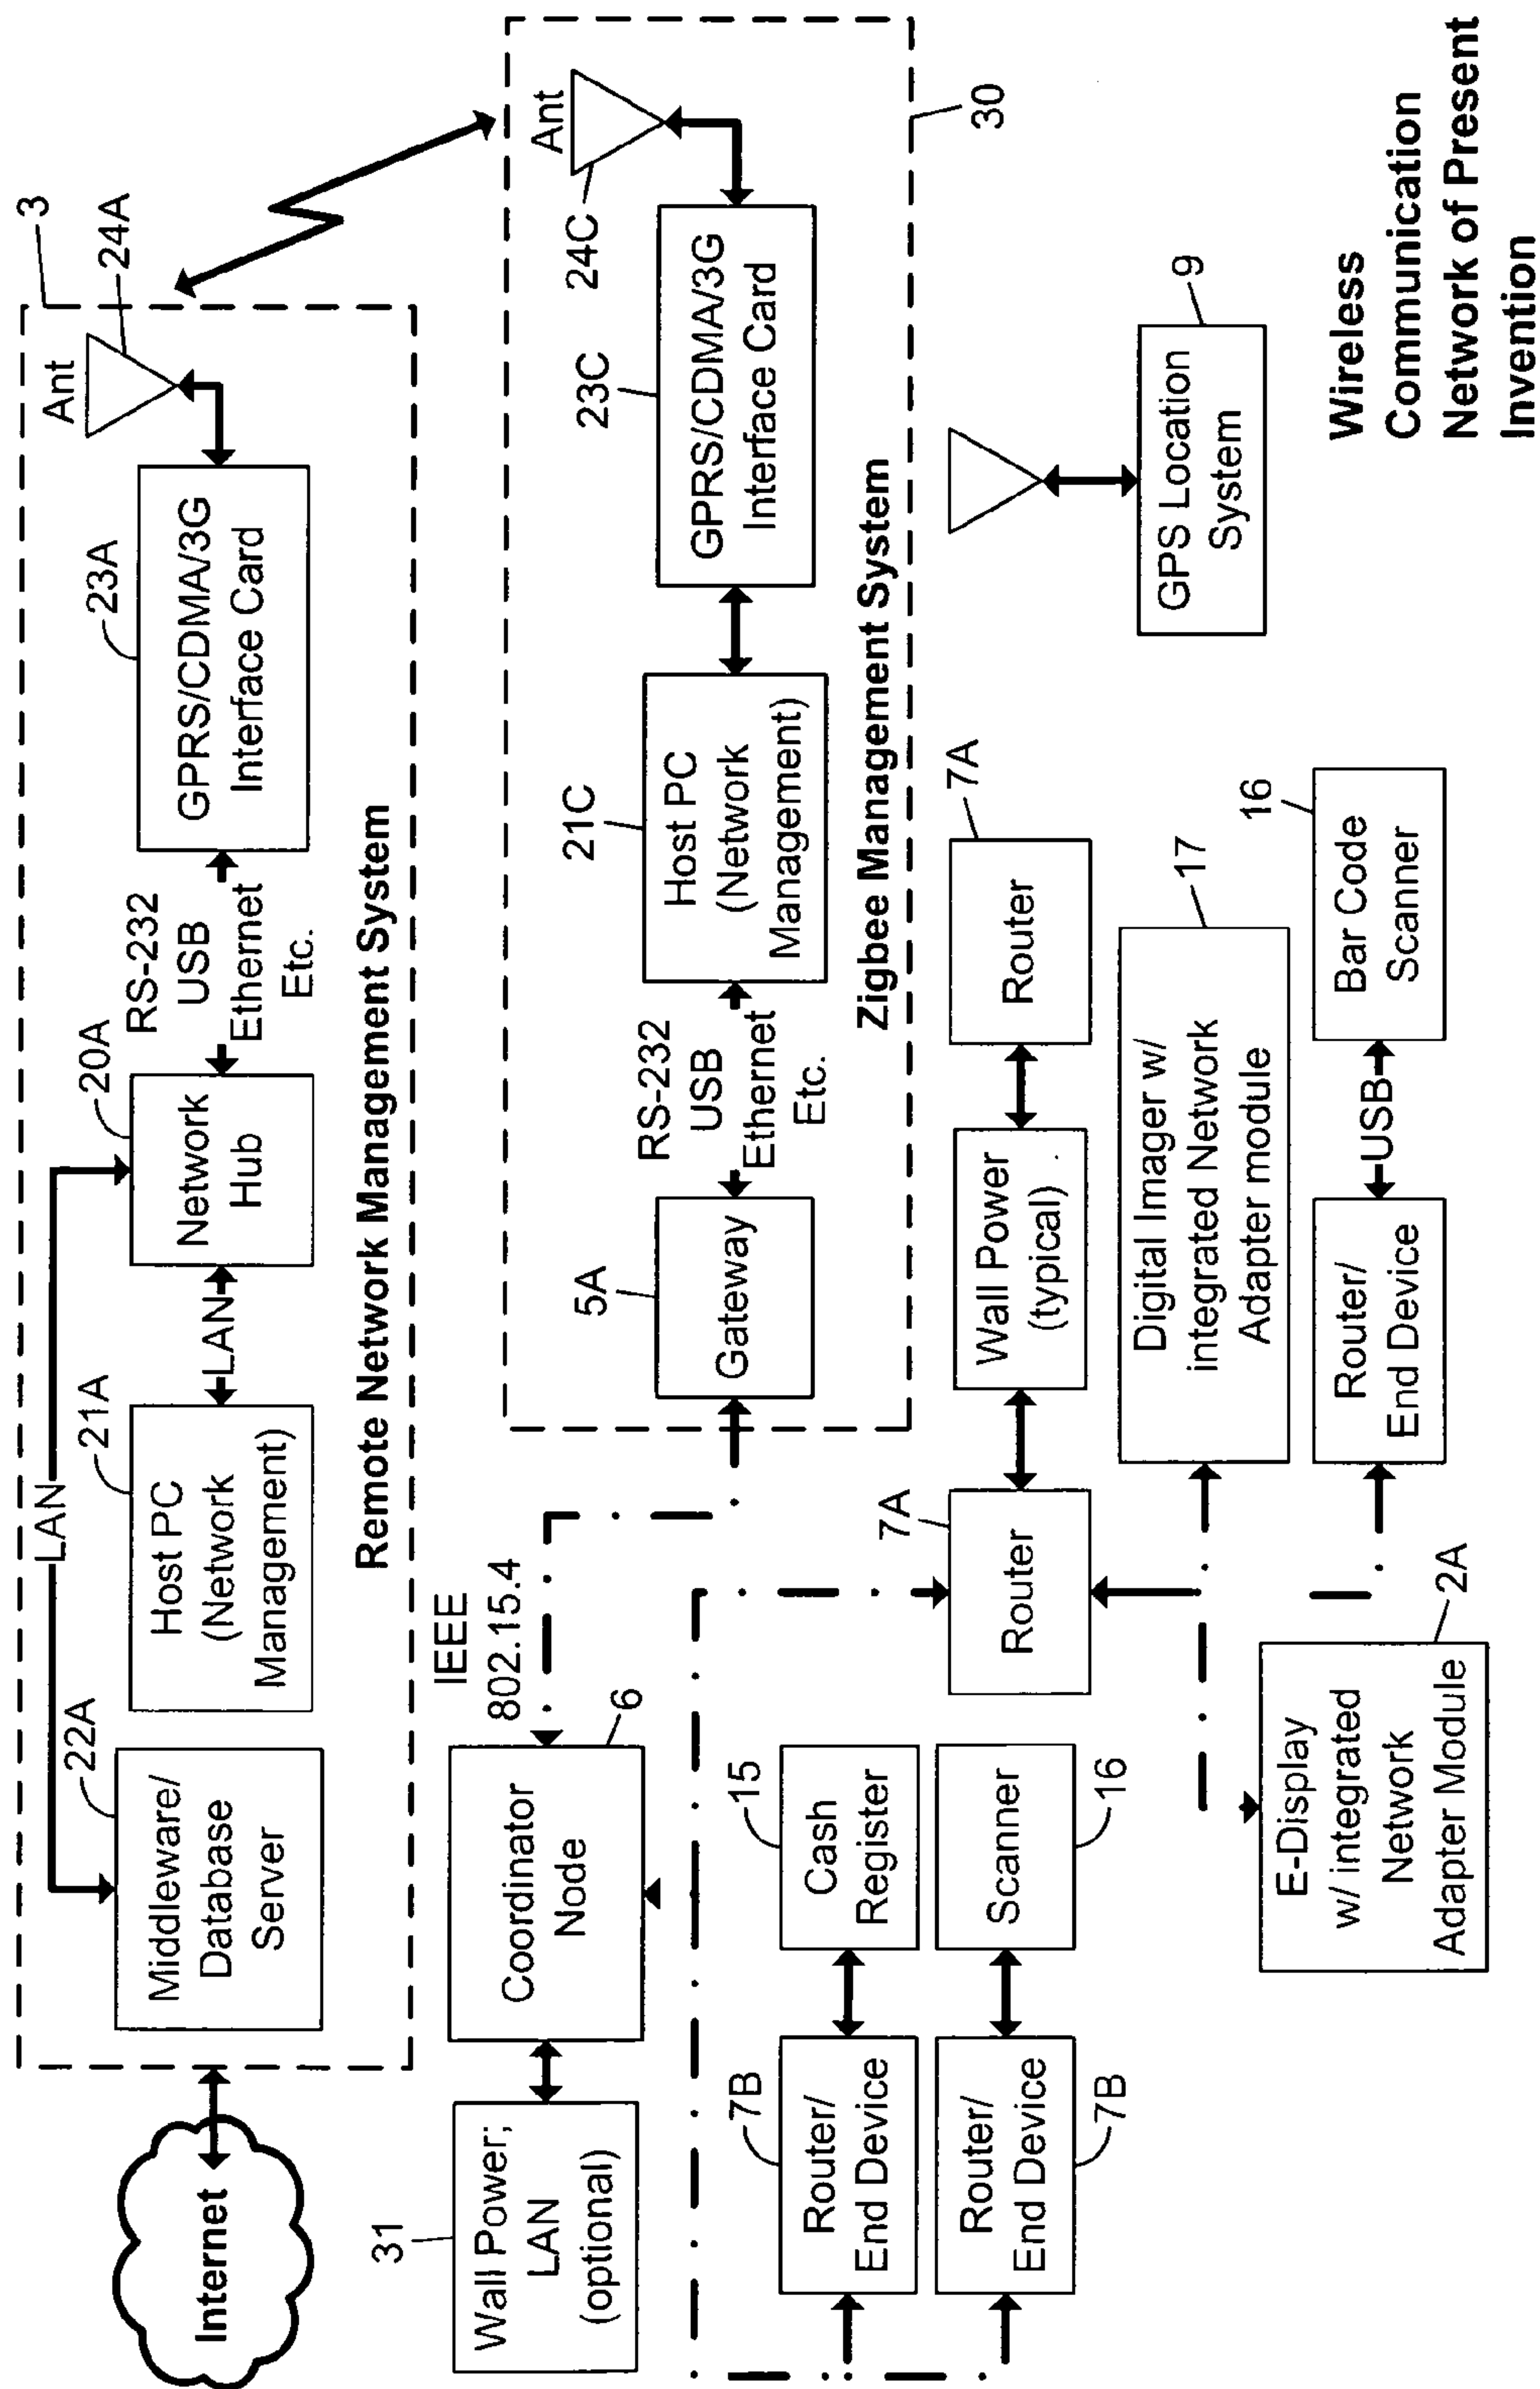 Internet
LAN
22A
Middleware/
Database
Server
21A
Host PC
(Network
Management)
LAN
20A
Network
Hub
RS-232
USB
Ethernet
Etc.
23A
GPRS/CDMA/3G
Interface Card
Ant
24A
3
Remote Network Management System
31
Wall Power;
LAN
(optional)
Coordinator
Node
6
IEEE
802.15.4
5A
Gateway
RS-232
USB
Ethernet
Etc.
21C
Host PC
(Network
Management)
23C
GPRS/CDMA/3G
Interface Card
24C
Ant
Zigbee Management System
30
7B
Router/
End Device
15
Cash
Register
Router/
End Device
7B
Scanner
16
7A
Router
Wall Power
(typical)
7A
Router
GPS Location
System
9
Digital Imager w/
integrated Network
Adapter module
17
E-Display
w/ integrated
Network
Adapter Module
2A
Router/
End Device
USB
Bar Code
Scanner
16
Wireless
Communication
Network of Present
Invention